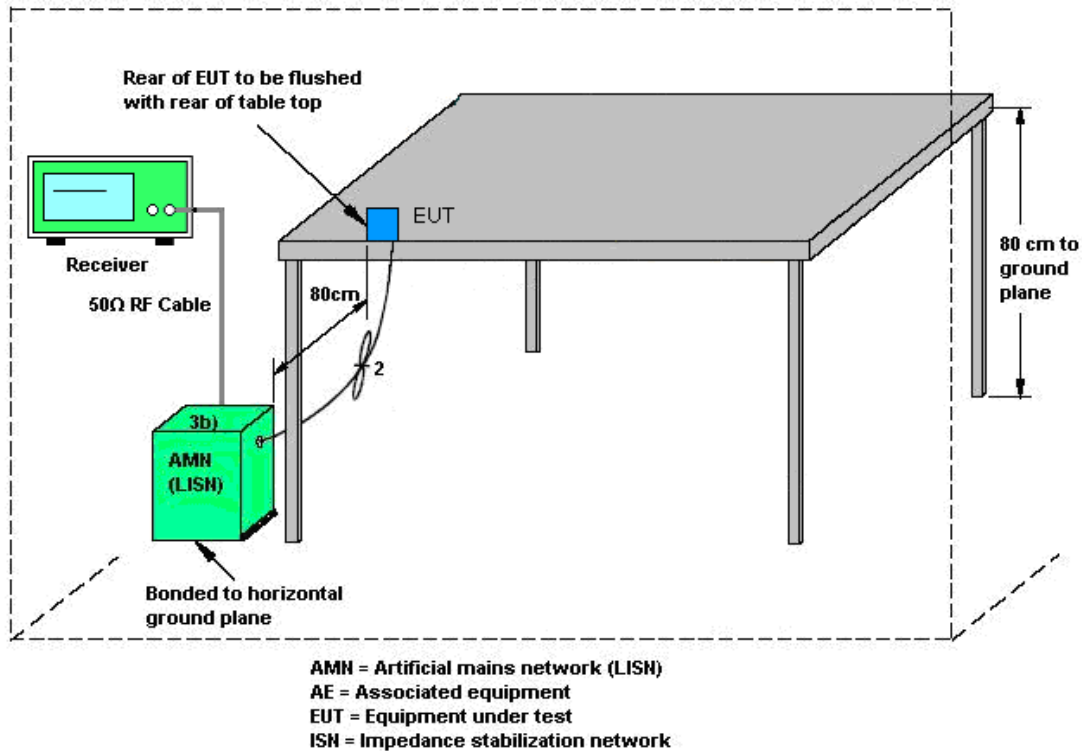 Rear of EUT to be flushed
with rear of table top
EUT
Receiver
50Ω RF Cable
80cm
2
80 cm to
ground
plane
3b)
AMN
(LISN)
Bonded to horizontal
ground plane
AMN = Artificial mains network (LISN)
AE = Associated equipment
EUT = Equipment under test
ISN = Impedance stabilization network